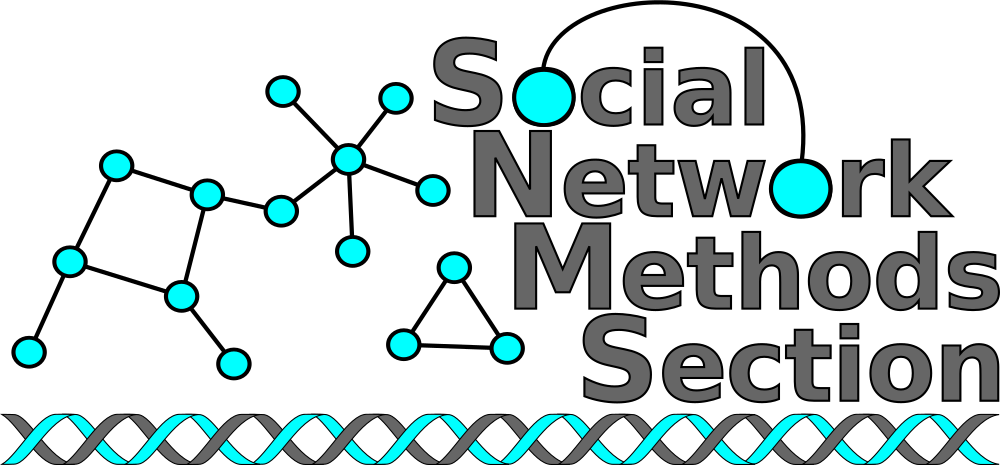 Social
Network
Methods
Section